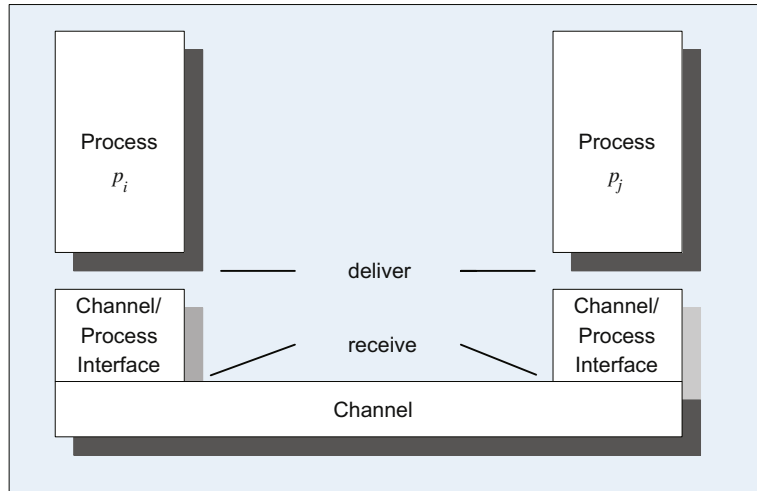 Process
p_i
Process
p_j
deliver
Channel/
Process
Interface
receive
Channel/
Process
Interface
Channel